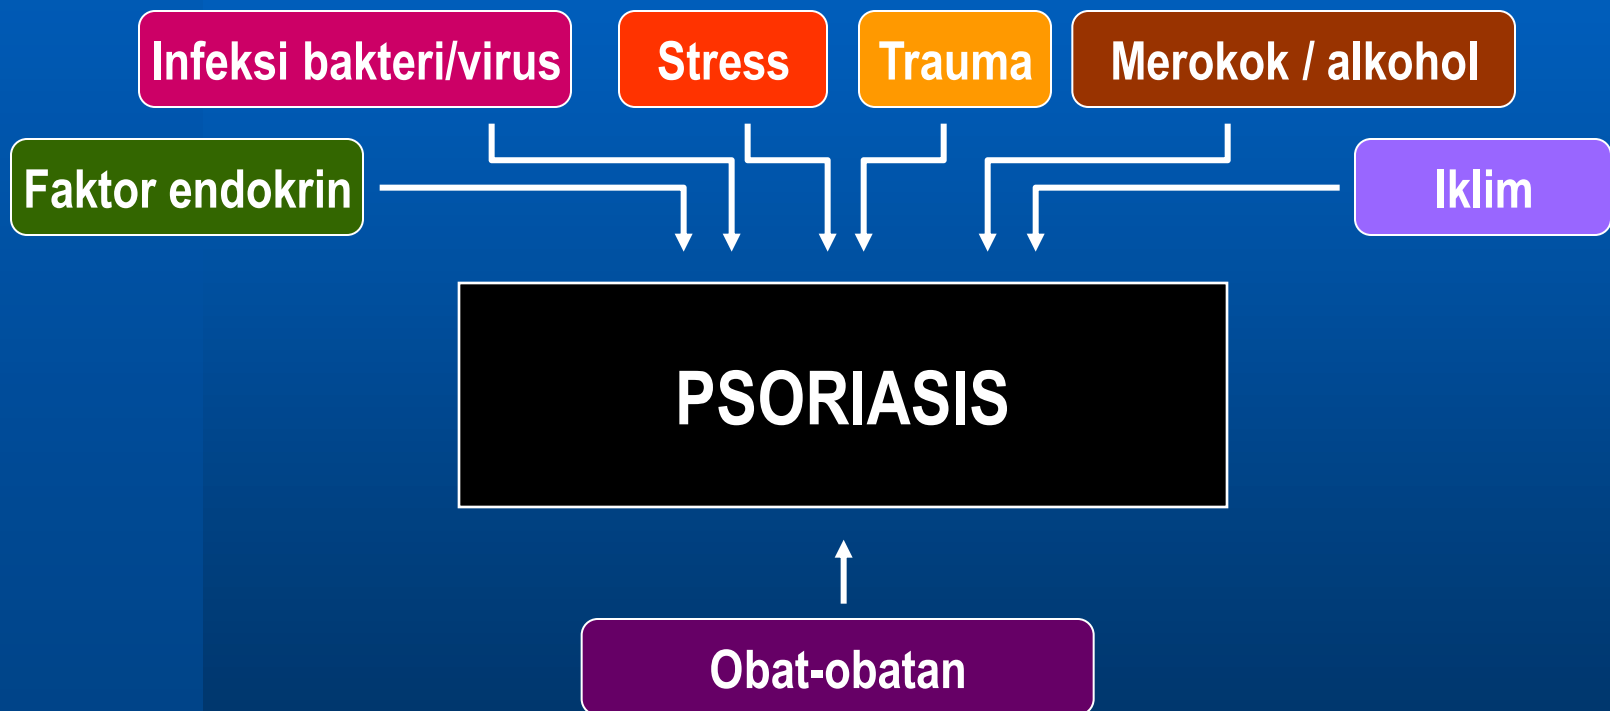 Infeksi bakteri/virus
Stress
Trauma
Merokok / alkohol
Faktor endokrin
Iklim
PSORIASIS
Obat-obatan